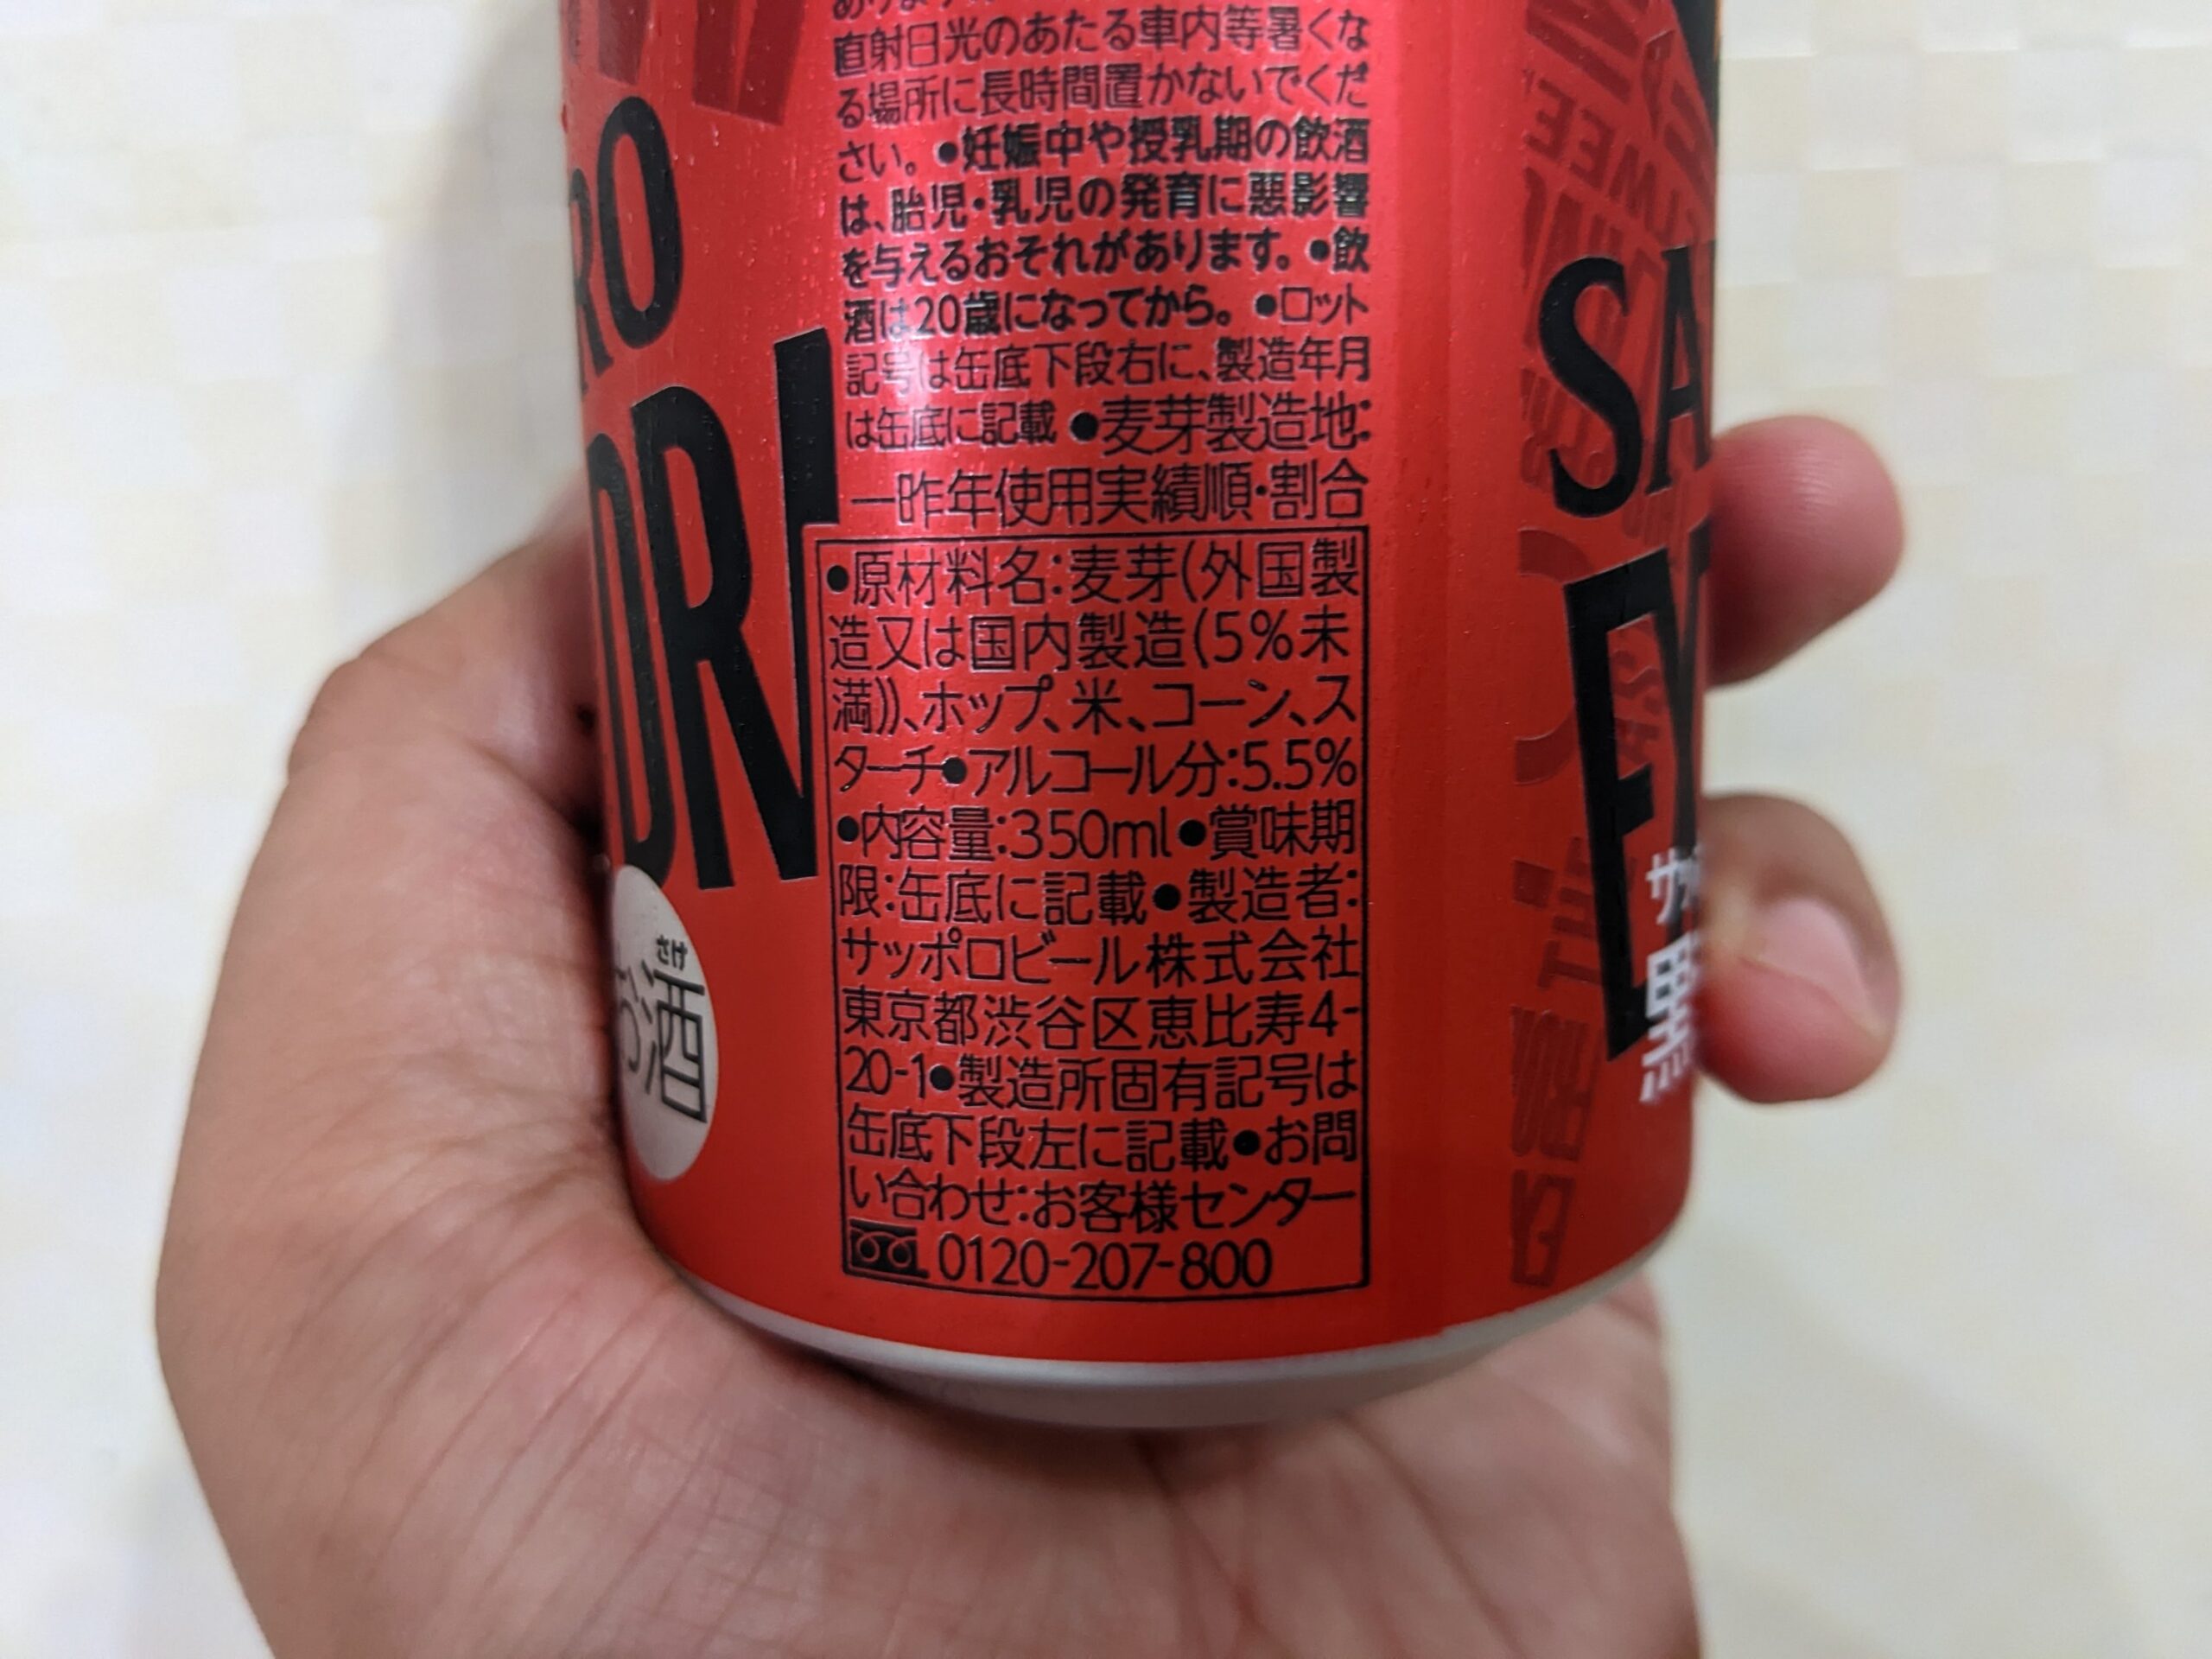 直射日光のあたる車内等暑くな
る場所に長時間置かないでくだ
さい。●妊娠中や授乳期の飲酒
は、胎児・乳児の発育に悪影響
を与えるおそれがあります。●飲
酒は20歳になってから。●ロット
記号は缶底下段右に、製造年月
は缶底に記載●麦芽製造地:
一昨年使用実績順・割合
●原材料名:麦芽(外国製
造又は国内製造(5%未
満))、ホップ、米、コーン、ス
ターチ●アルコール分:5.5%
●内容量:350ml●賞味期
限:缶底に記載●製造者:
サッポロビール株式会社
東京都渋谷区恵比寿4-
20-1●製造所固有記号は
缶底下段左に記載●お問
い合わせ:お客様センター
0120-207-800
RO
DR
さけ
お酒
SA
黒
THE